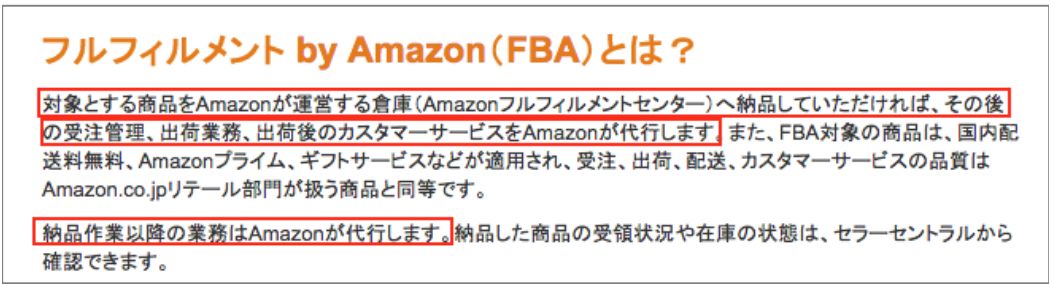 フルフィルメント by Amazon（FBA）とは？
対象とする商品をAmazonが運営する倉庫（Amazonフルフィルメントセンター）へ納品していただければ、その後
の受注管理、出荷業務、出荷後のカスタマーサービスをAmazonが代行します。また、FBA対象の商品は、国内配
送料無料、Amazonプライム、ギフトサービスなどが適用され、受注、出荷、配送、カスタマーサービスの品質は
Amazon.co.jpリテール部門が扱う商品と同等です。
納品作業以降の業務はAmazonが代行します。納品した商品の受領状況や在庫の状態は、セラーセントラルから
確認できます。